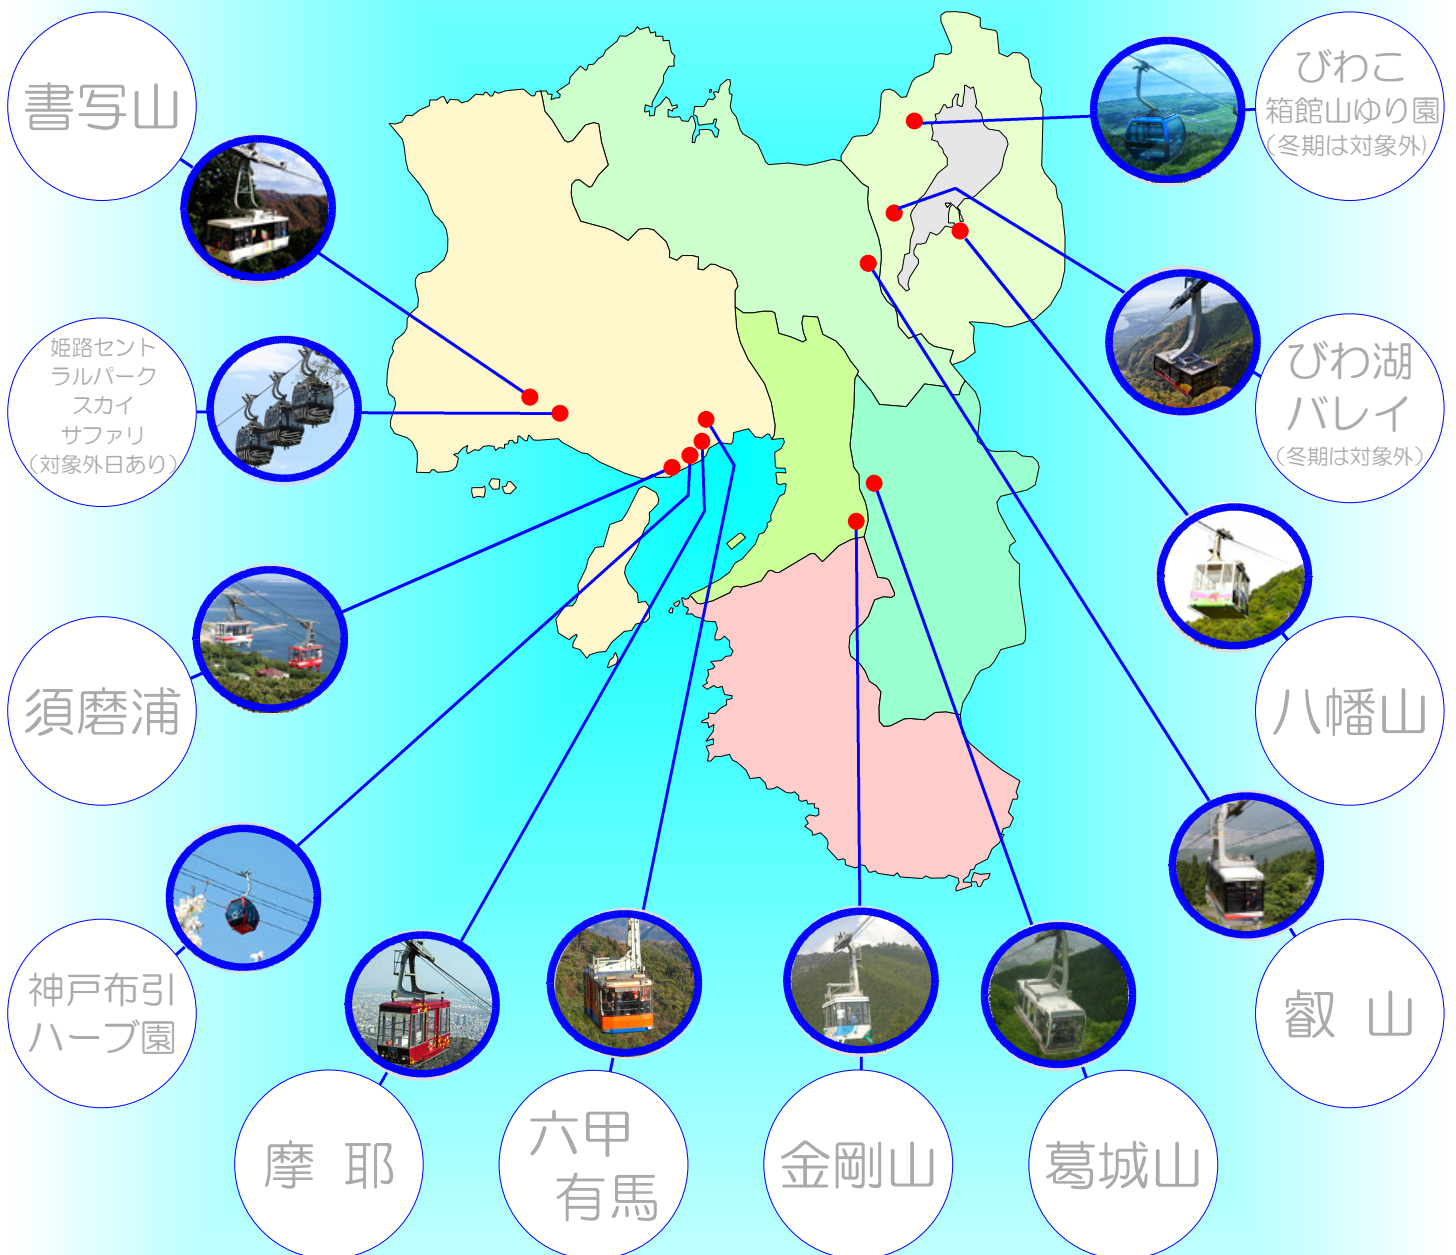 書写山
姫路セント
ラルパーク
スカイ
サファリ
（対象外日あり）
須磨浦
神戸布引
ハーブ園
摩 耶
六甲
有馬
金剛山
葛城山
叡 山
八幡山
びわ湖
バレイ
（冬期は対象外）
びわこ
箱館山ゆり園
（冬期は対象外）